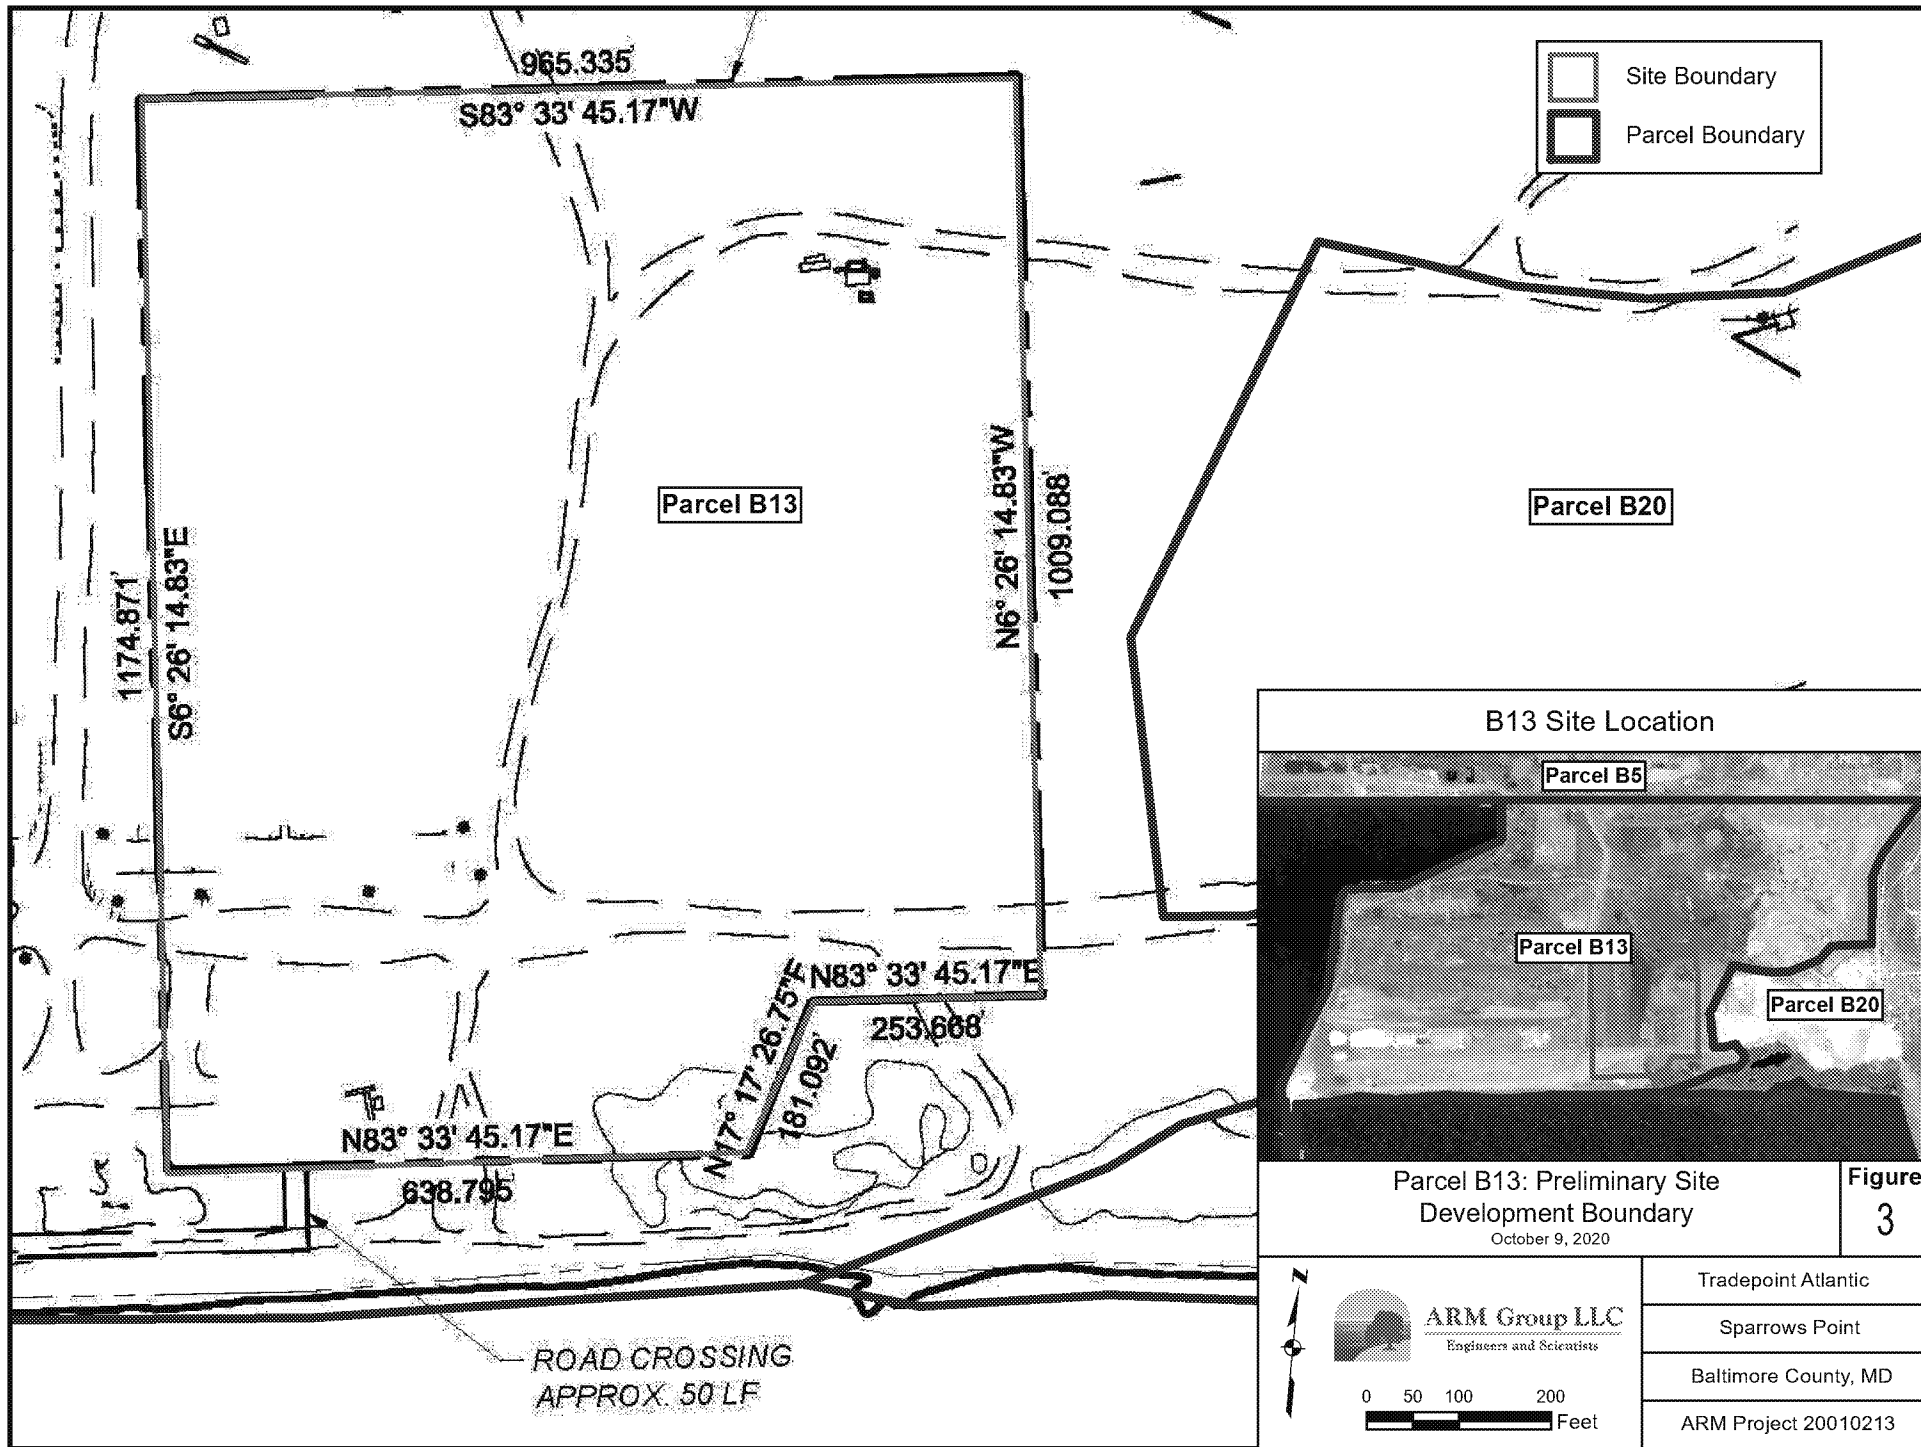 965.335'
S83° 33' 45.17"W
Site Boundary
Parcel Boundary
Parcel B13
N6° 26' 14.83"W
1009.088'
Parcel B20
1174.871'
S6° 26' 14.83"E
N83° 33' 45.17"E
253.668'
N17° 17' 26.75"E
181.092'
N83° 33' 45.17"E
638.795'
ROAD CROSSING
APPROX. 50 LF
B13 Site Location
Parcel B5
Parcel B13
Parcel B20
Parcel B13: Preliminary Site
Development Boundary
October 9, 2020
Figure
3
N
ARM Group LLC
Engineers and Scientists
0 50 100 200
Feet
Tradepoint Atlantic
Sparrows Point
Baltimore County, MD
ARM Project 20010213